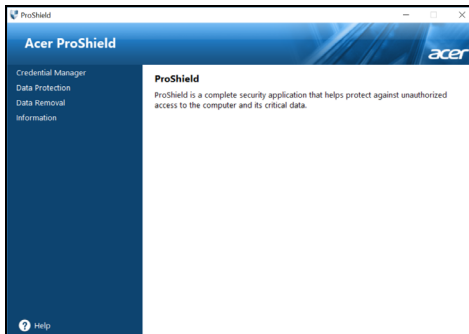 ProShield
Acer ProShield
acer
Credential Manager
Data Protection
Data Removal
Information
ProShield
ProShield is a complete security application that helps protect against unauthorized
access to the computer and its critical data.
? Help